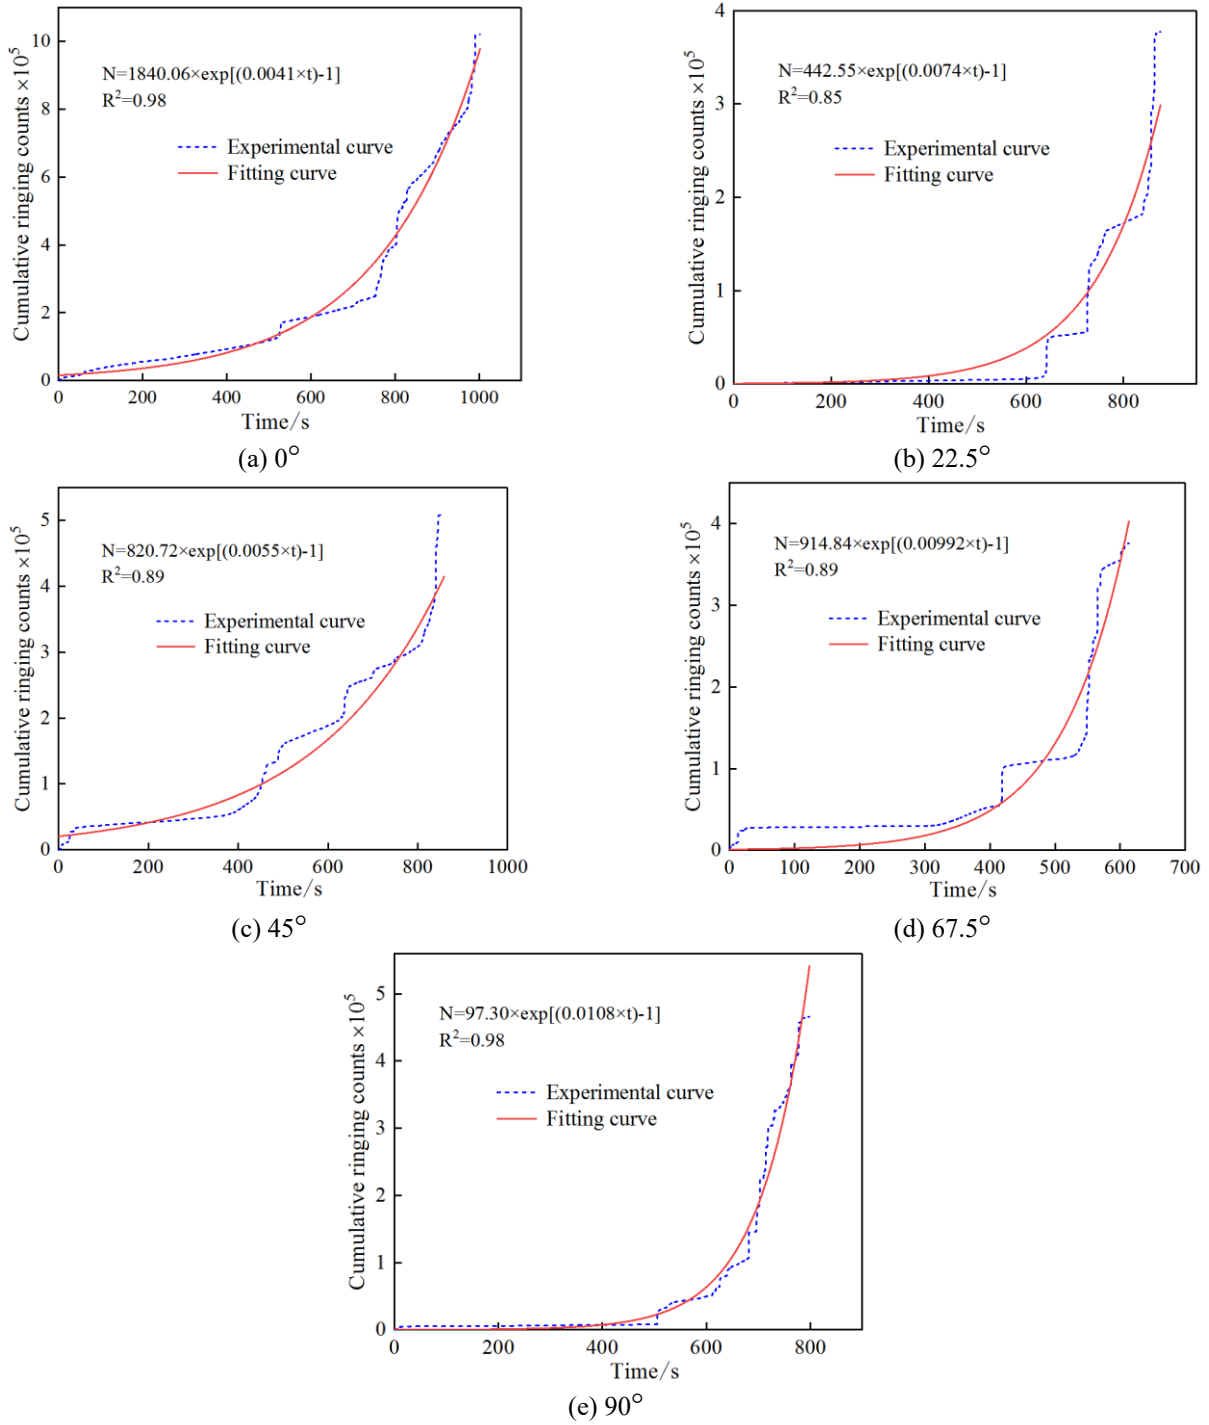 Cumulative ringing counts ×10⁵
10
8
6
4
2
0
N=1840.06×exp[(0.0041×t)-1]
R²=0.98
Experimental curve
Fitting curve
0 200 400 600 800 1000
Time/s
(a) 0°
Cumulative ringing counts ×10⁵
4
3
2
1
0
N=442.55×exp[(0.0074×t)-1]
R²=0.85
Experimental curve
Fitting curve
0 200 400 600 800
Time/s
(b) 22.5°
Cumulative ringing counts ×10⁵
5
4
3
2
1
0
N=820.72×exp[(0.0055×t)-1]
R²=0.89
Experimental curve
Fitting curve
0 200 400 600 800 1000
Time/s
(c) 45°
Cumulative ringing counts ×10⁵
4
3
2
1
0
N=914.84×exp[(0.00992×t)-1]
R²=0.89
Experimental curve
Fitting curve
0 100 200 300 400 500 600 700
Time/s
(d) 67.5°
Cumulative ringing counts ×10⁵
5
4
3
2
1
0
N=97.30×exp[(0.0108×t)-1]
R²=0.98
Experimental curve
Fitting curve
0 200 400 600 800
Time/s
(e) 90°